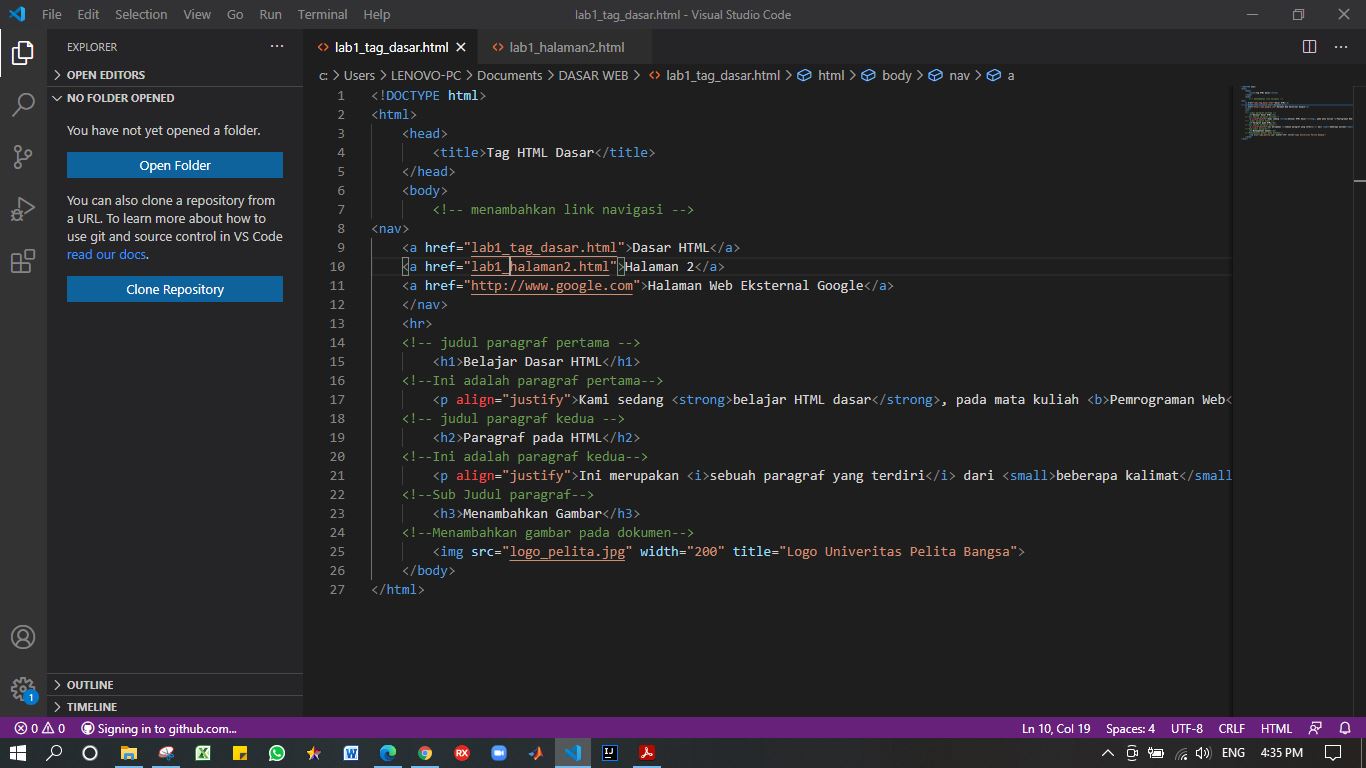 File Edit Selection View Go Run Terminal Help lab1_tag_dasar.html - Visual Studio Code
EXPLORER ···
OPEN EDITORS
NO FOLDER OPENED
You have not yet opened a folder.
Open Folder
You can also clone a repository from
a URL. To learn more about how to
use git and source control in VS Code
read our docs.
Clone Repository
OUTLINE
TIMELINE
1
lab1_tag_dasar.html lab1_halaman2.html ···
c: > Users > LENOVO-PC > Documents > DASAR WEB > lab1_tag_dasar.html > html > body > nav > a
1 <!DOCTYPE html>
2 <html>
3 <head>
4 <title>Tag HTML Dasar</title>
5 </head>
6 <body>
7 <!-- menambahkan link navigasi -->
8 <nav>
9 <a href="lab1_tag_dasar.html">Dasar HTML</a>
10 <a href="lab1_halaman2.html">Halaman 2</a>
11 <a href="http://www.google.com">Halaman Web Eksternal Google</a>
12 </nav>
13 <hr>
14 <!-- judul paragraf pertama -->
15 <h1>Belajar Dasar HTML</h1>
16 <!--Ini adalah paragraf pertama-->
17 <p align="justify">Kami sedang <strong>belajar HTML dasar</strong>, pada mata kuliah <b>Pemrograman Web<
18 <!-- judul paragraf kedua -->
19 <h2>Paragraf pada HTML</h2>
20 <!--Ini adalah paragraf kedua-->
21 <p align="justify">Ini merupakan <i>sebuah paragraf yang terdiri</i> dari <small>beberapa kalimat</small
22 <!--Sub Judul paragraf-->
23 <h3>Menambahkan Gambar</h3>
24 <!--Menambahkan gambar pada dokumen-->
25 <img src="logo_pelita.jpg" width="200" title="Logo Univeritas Pelita Bangsa">
26 </body>
27 </html>
0 0 Signing in to github.com... Ln 10, Col 19 Spaces: 4 UTF-8 CRLF HTML
W RX IJ ENG 4:35 PM